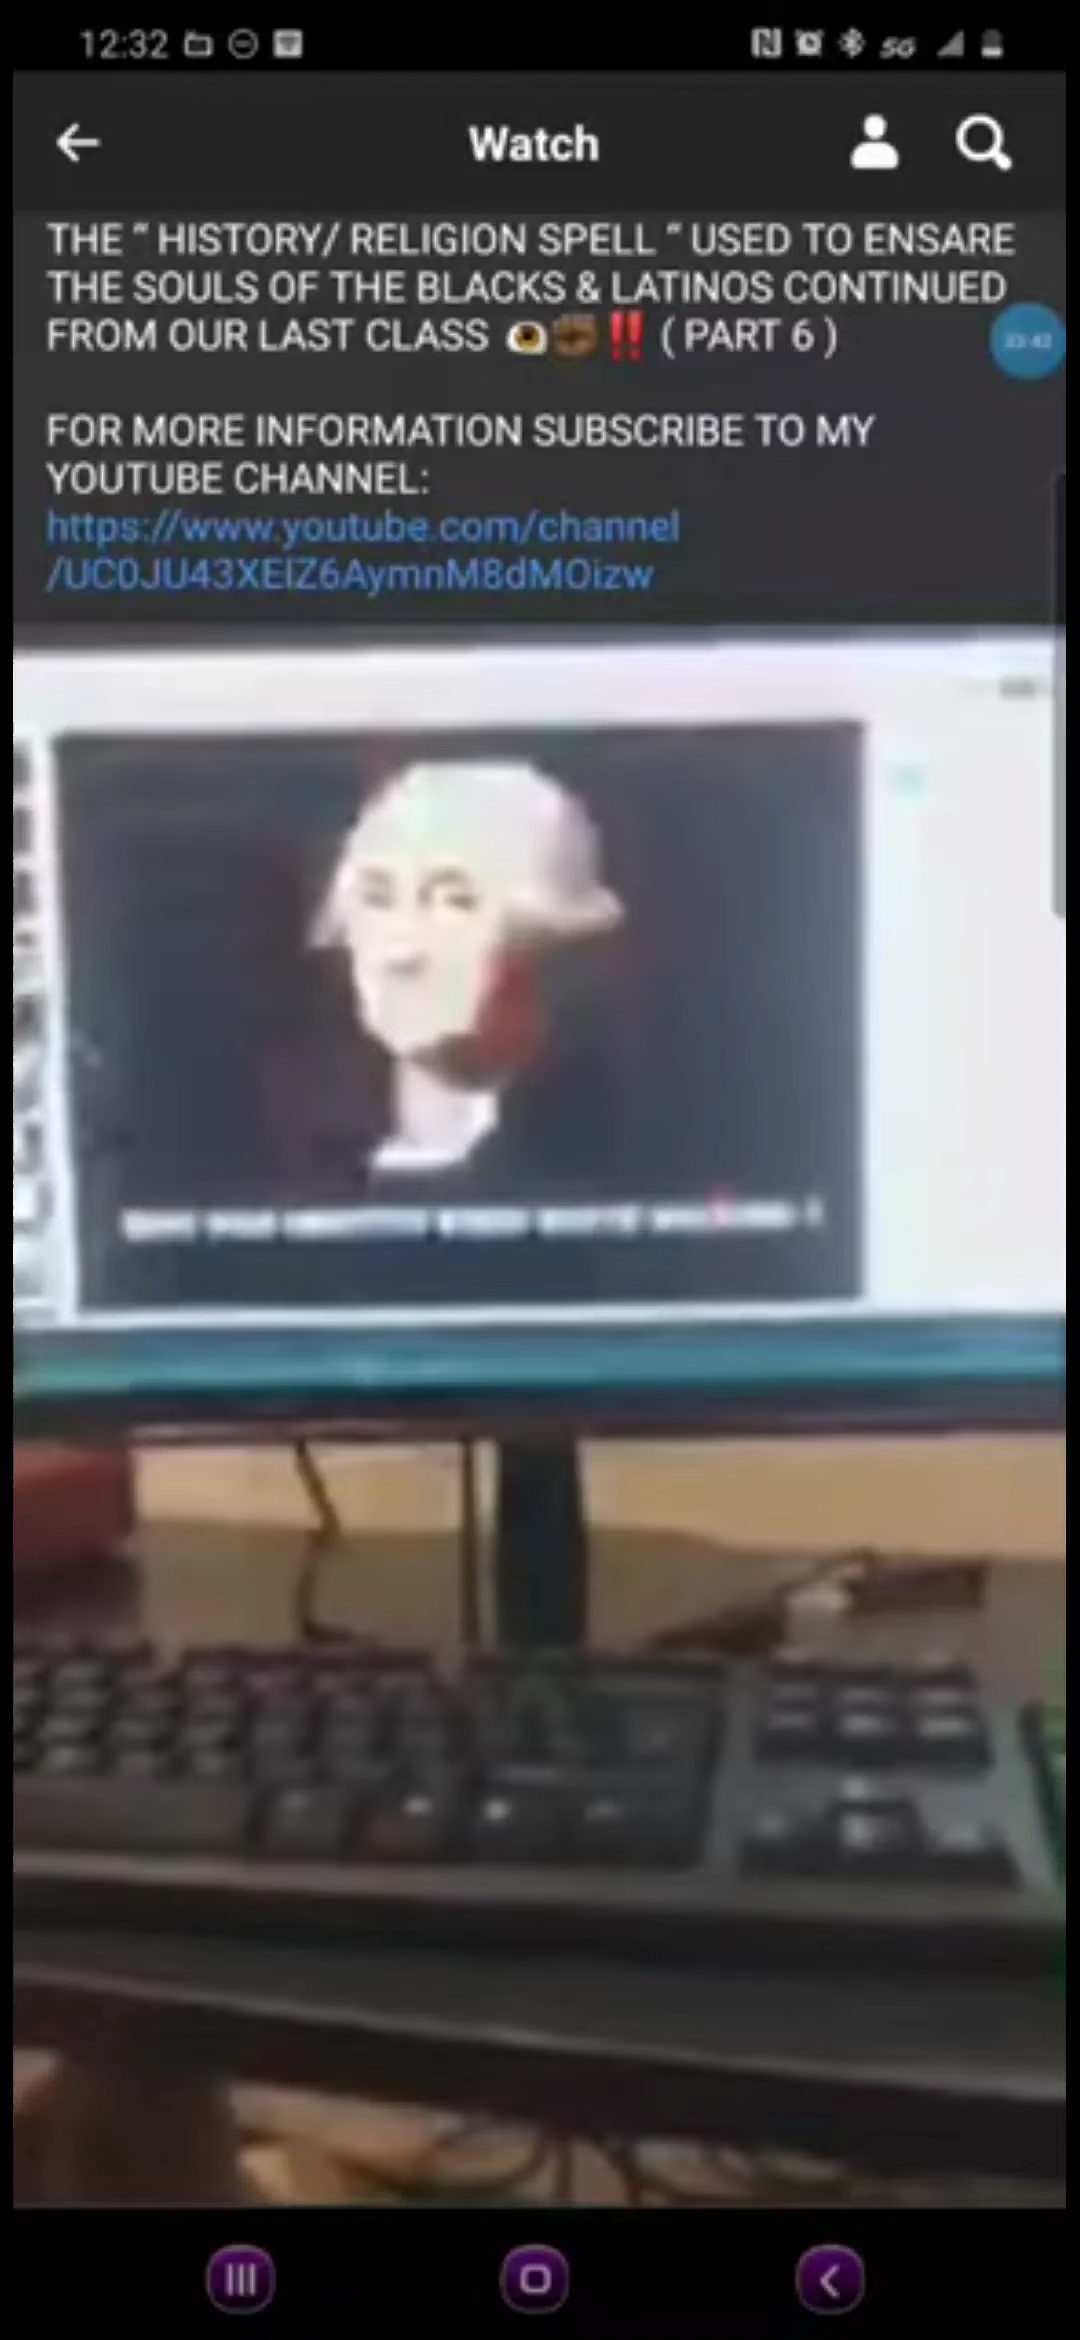 12:32
5G
Watch
THE “ HISTORY/ RELIGION SPELL “ USED TO ENSARE
THE SOULS OF THE BLACKS & LATINOS CONTINUED
FROM OUR LAST CLASS 👁️✊🏾‼️ ( PART 6 )
FOR MORE INFORMATION SUBSCRIBE TO MY
YOUTUBE CHANNEL:
https://www.youtube.com/channel
/UC0JU43XEIZ6AymnM8dMOizw